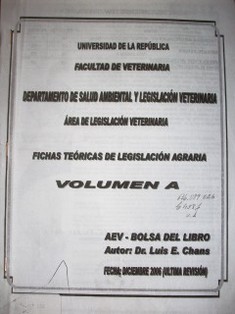 UNIVERSIDAD DE LA REPÚBLICA
FACULTAD DE VETERINARIA
DEPARTAMENTO DE SALUD AMBIENTAL Y LEGISLACIÓN VETERINARIA
ÁREA DE LEGISLACIÓN VETERINARIA
FICHAS TEÓRICAS DE LEGISLACIÓN AGRARIA
VOLUMEN A
AEV - BOLSA DEL LIBRO
Autor: Dr. Luis E. Chans
FECHA: DICIEMBRE 2006 (ULTIMA REVISIÓN)